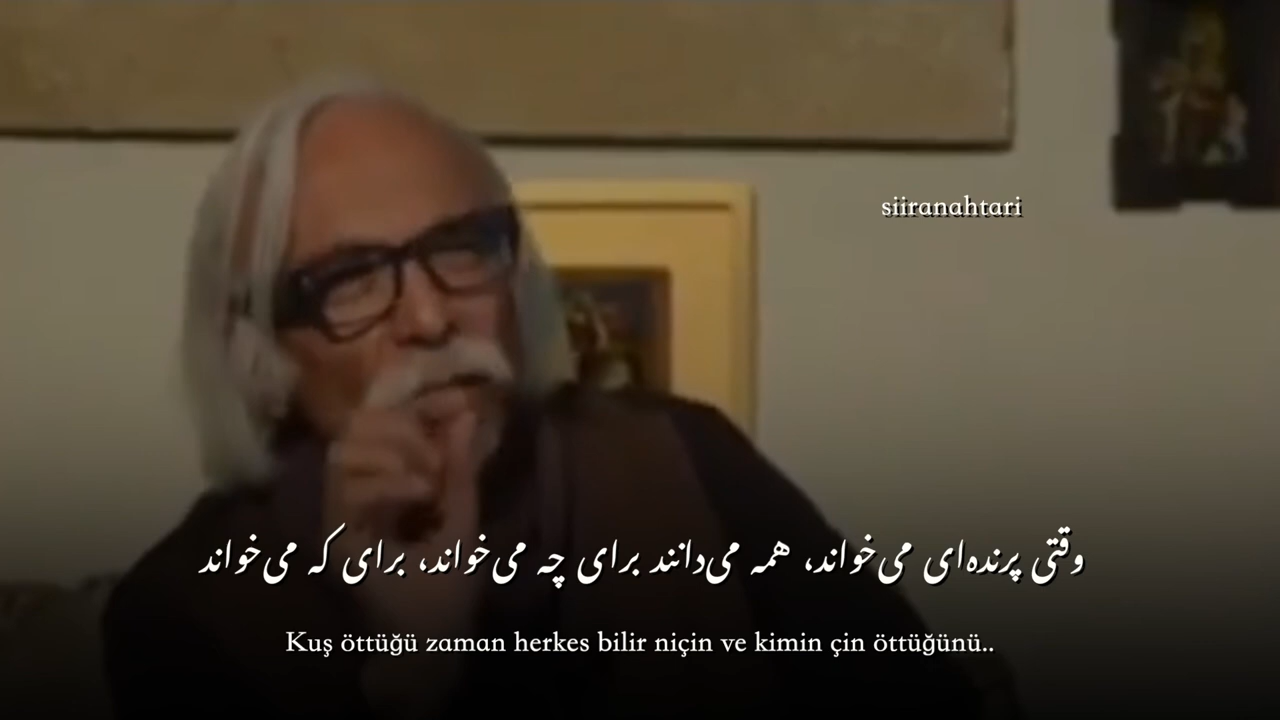 siiranahtari
وقتی پرنده‌ای می‌خواند، همه می‌دانند برای چه می‌خواند، برای که می‌خواند
Kuş öttüğü zaman herkes bilir niçin ve kimin çin öttüğünü..